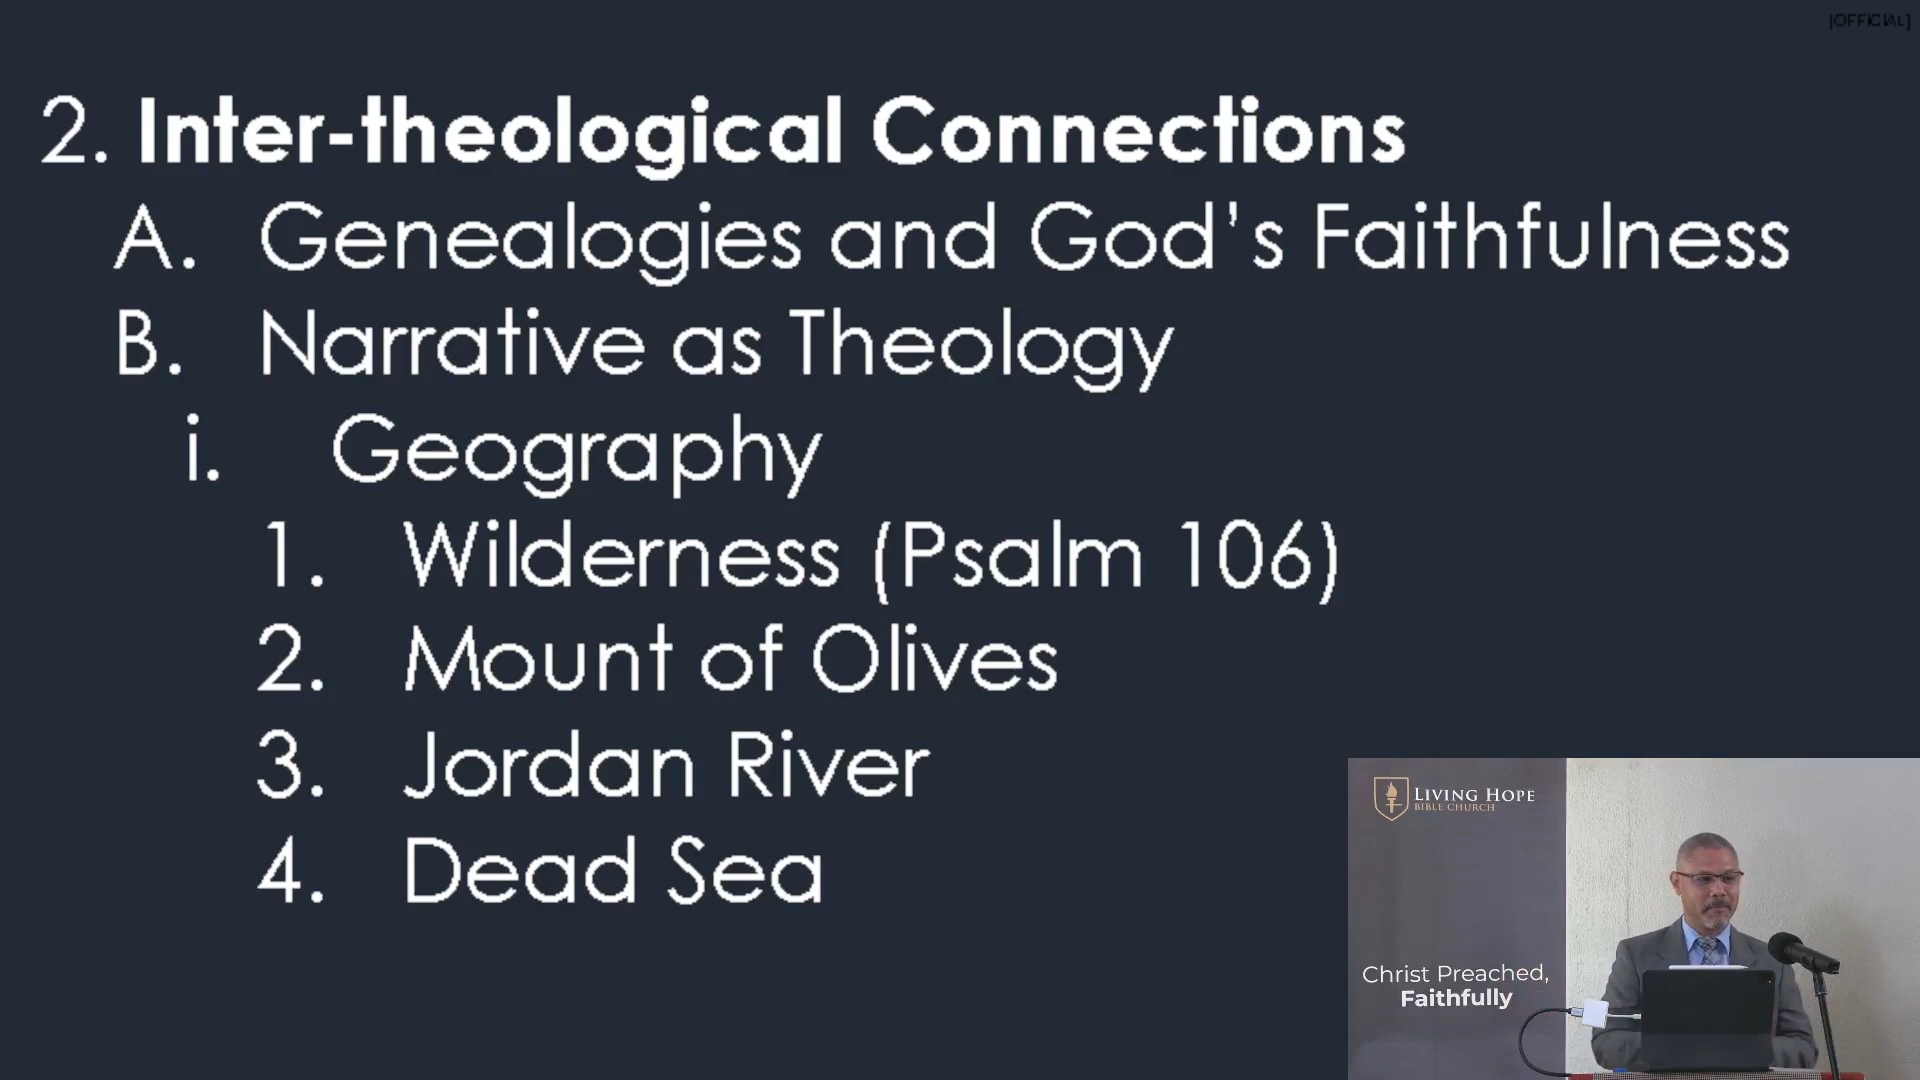 [OFFICIAL]
2. Inter-theological Connections
A. Genealogies and God's Faithfulness
B. Narrative as Theology
i. Geography
1. Wilderness (Psalm 106)
2. Mount of Olives
3. Jordan River
4. Dead Sea
LIVING HOPE
BIBLE CHURCH
Christ Preached,
Faithfully